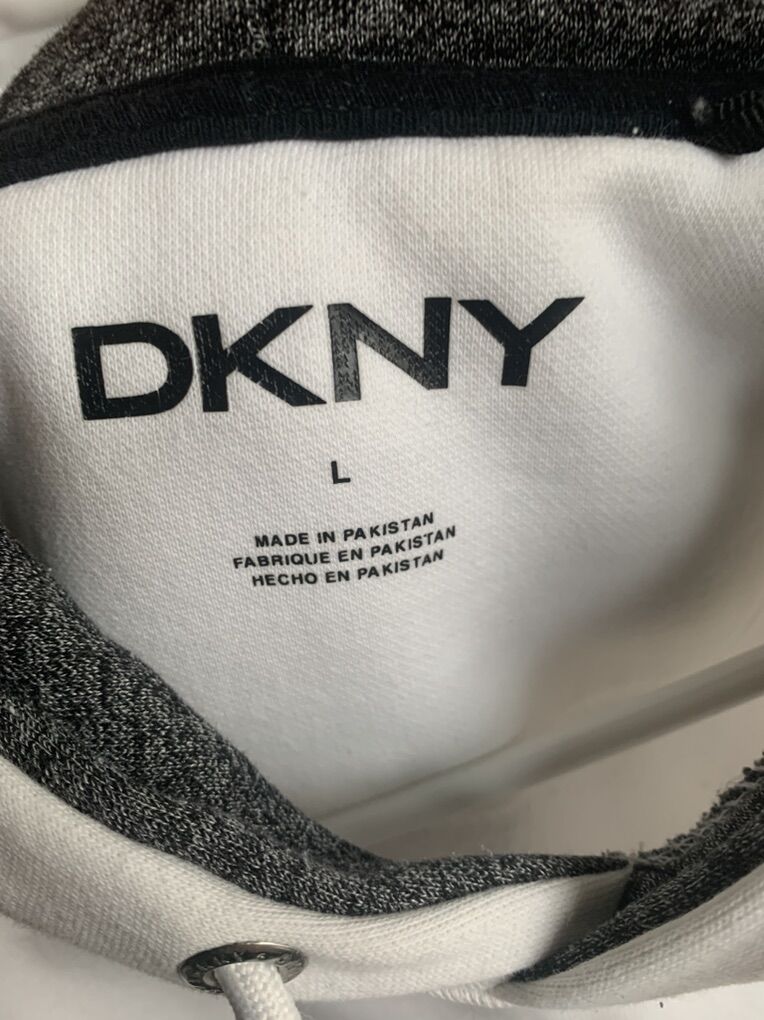 DKNY
L
MADE IN PAKISTAN
FABRIQUE EN PAKISTAN
HECHO EN PAKISTAN